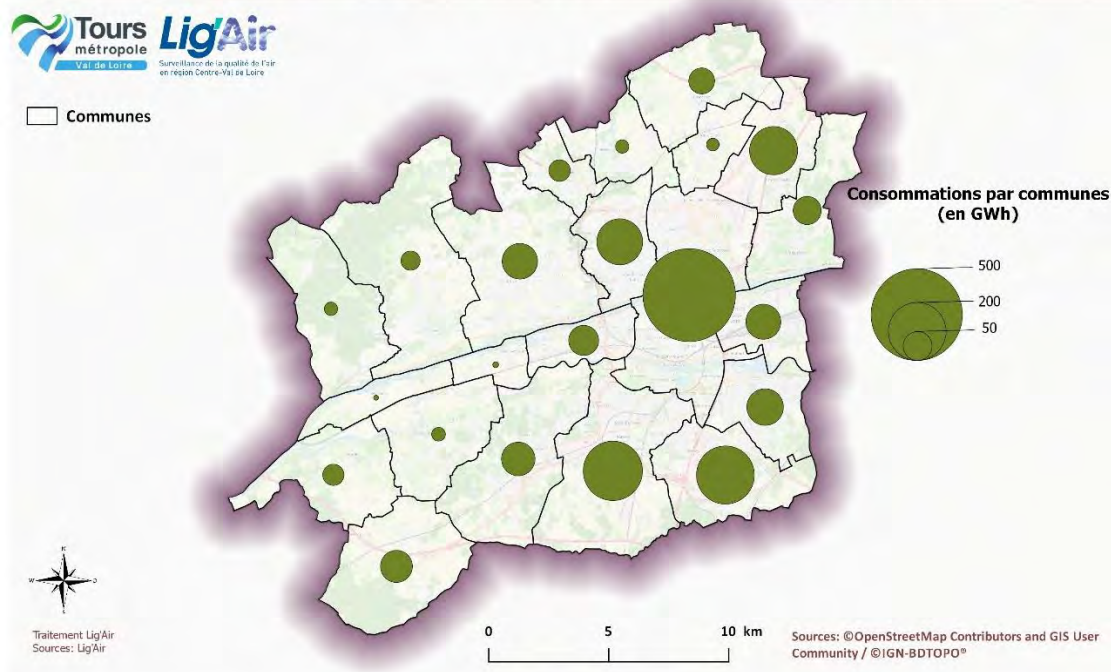 Tours
métropole
Val de Loire
Lig'Air
Surveillance de la qualité de l'air
en région Centre-Val de Loire
Communes
Consommations par communes
(en GWh)
500
200
50
N
W
O
S
0 5 10 km
Traitement Lig'Air
Sources: Lig'Air
Sources: ©OpenStreetMap Contributors and GIS User
Community / ©IGN-BDTOPO®